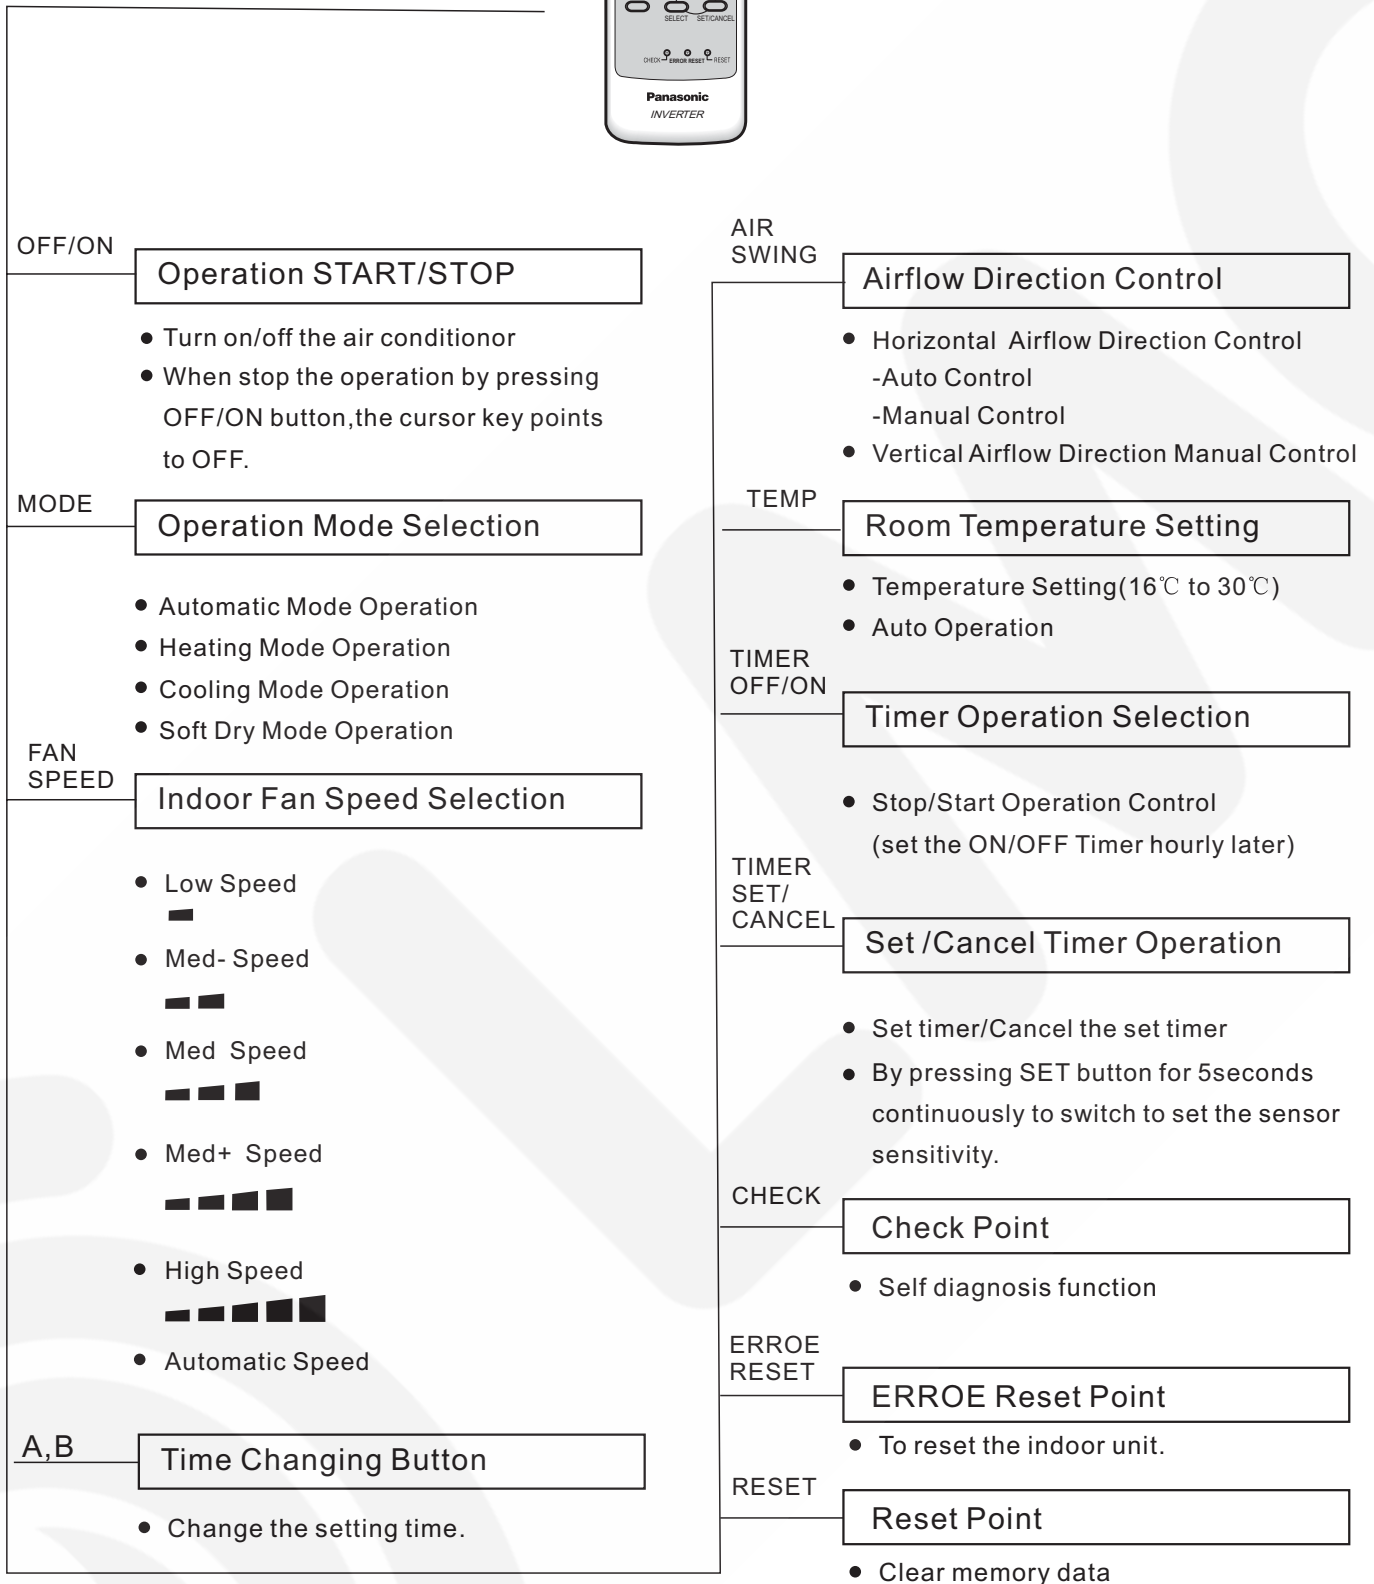 SELECT SET/CANCEL
CHECK ERROR RESET RESET
Panasonic
INVERTER
OFF/ON
Operation START/STOP
● Turn on/off the air conditionor
● When stop the operation by pressing
OFF/ON button,the cursor key points
to OFF.
MODE
Operation Mode Selection
● Automatic Mode Operation
● Heating Mode Operation
● Cooling Mode Operation
● Soft Dry Mode Operation
FAN
SPEED
Indoor Fan Speed Selection
● Low Speed
● Med- Speed
● Med Speed
● Med+ Speed
● High Speed
● Automatic Speed
A,B
Time Changing Button
● Change the setting time.
AIR
SWING
Airflow Direction Control
● Horizontal Airflow Direction Control
-Auto Control
-Manual Control
● Vertical Airflow Direction Manual Control
TEMP
Room Temperature Setting
● Temperature Setting(16℃ to 30℃)
● Auto Operation
TIMER
OFF/ON
Timer Operation Selection
● Stop/Start Operation Control
(set the ON/OFF Timer hourly later)
TIMER
SET/
CANCEL
Set /Cancel Timer Operation
● Set timer/Cancel the set timer
● By pressing SET button for 5seconds
continuously to switch to set the sensor
sensitivity.
CHECK
Check Point
● Self diagnosis function
ERROE
RESET
ERROE Reset Point
● To reset the indoor unit.
RESET
Reset Point
● Clear memory data